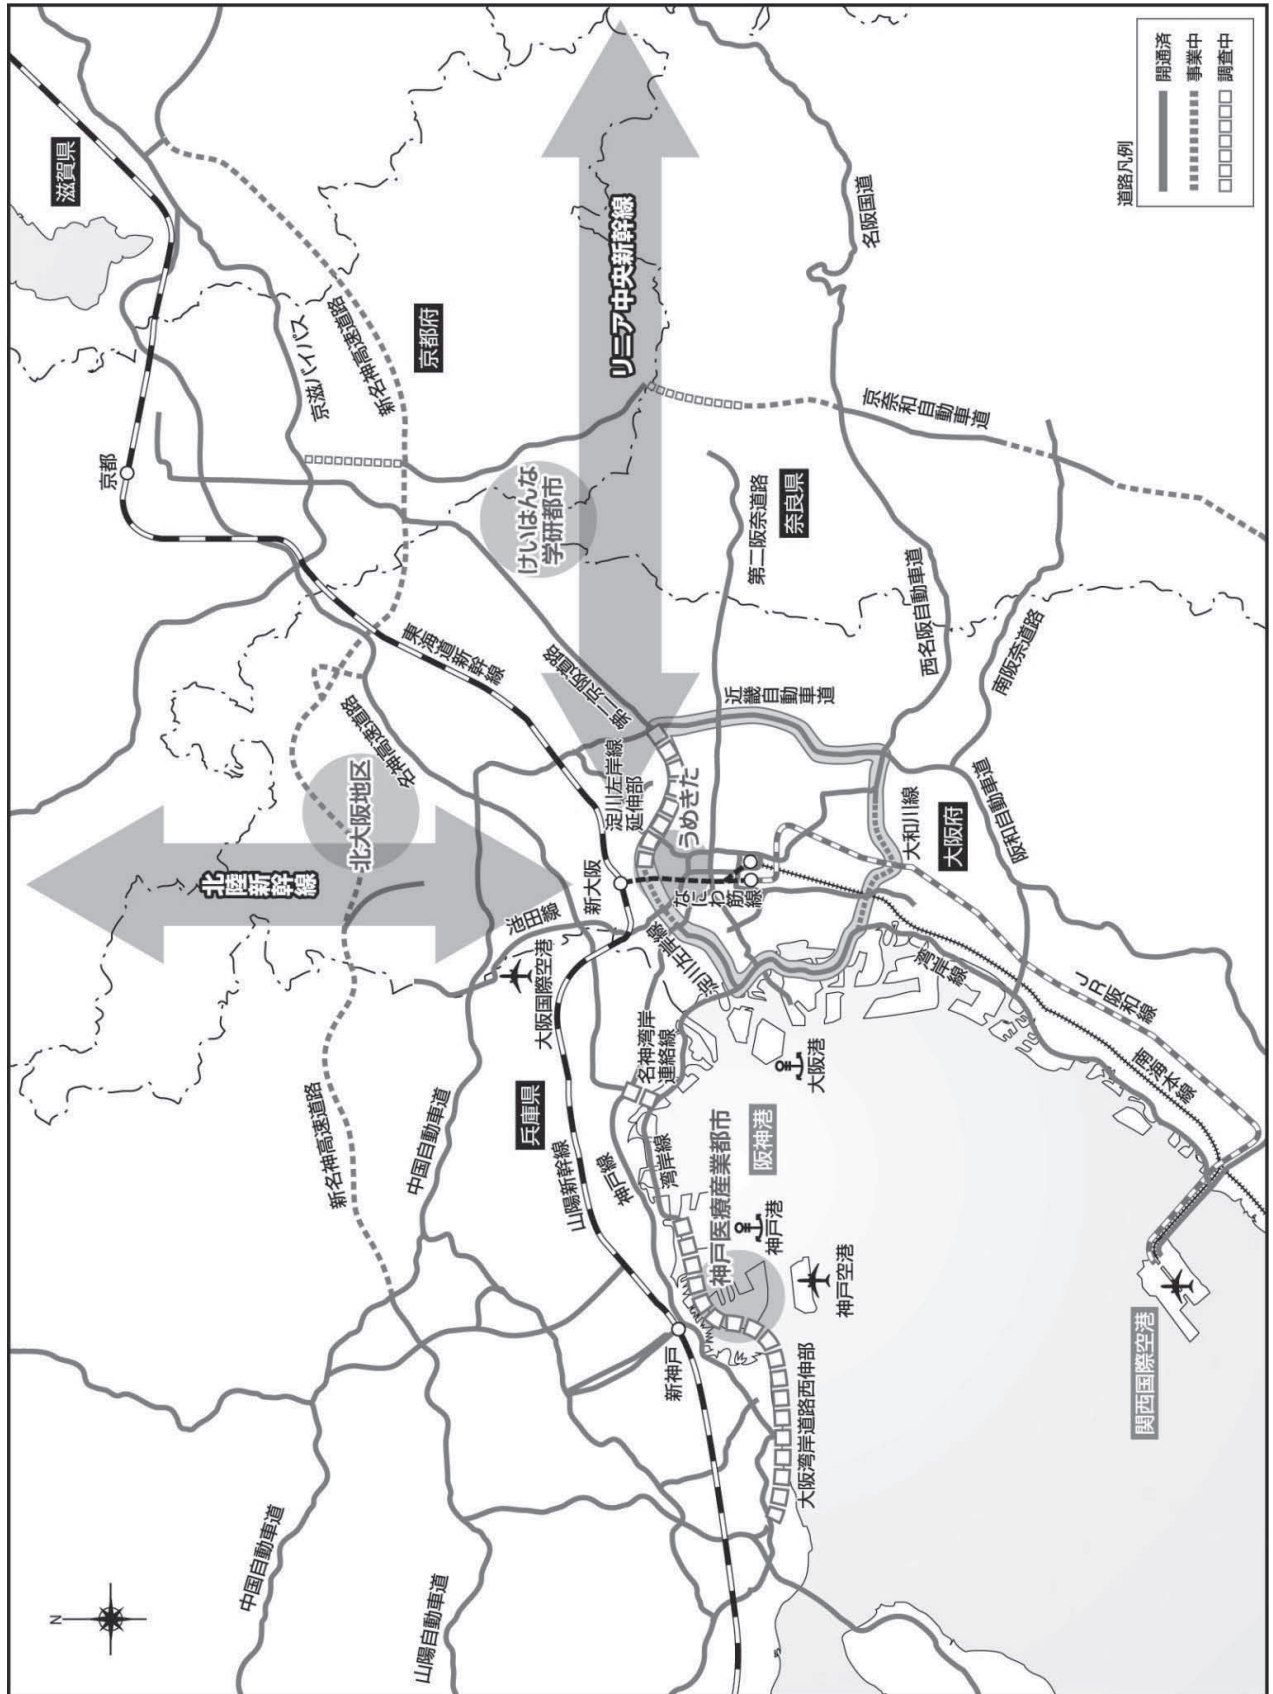 N
中国自動車道
山陽自動車道
新名神高速道路
中国自動車道
兵庫県
山陽新幹線
神戸線
湾岸線
新神戸
神戸医療産業都市
阪神港
神戸港
神戸空港
大阪湾岸道路西伸部
関西国際空港
北陸新幹線
北大阪地区
池田線
大阪国際空港
新大阪
名神湾岸
連絡線
大阪港
淀川左岸線
なにわ筋線
うめきた
淀川左岸線
延伸部
大和川線
大阪府
湾岸線
JR阪和線
南海本線
阪和自動車道
滋賀県
京都
京滋バイパス
新名神高速道路
京都府
名神高速道路
東海道新幹線
第二京阪道路
けいはんな
学研都市
リニア中央新幹線
近畿自動車道
第二阪奈道路
奈良県
西名阪自動車道
南阪奈道路
京奈和自動車道
名阪国道
道路凡例
開通済
事業中
調査中